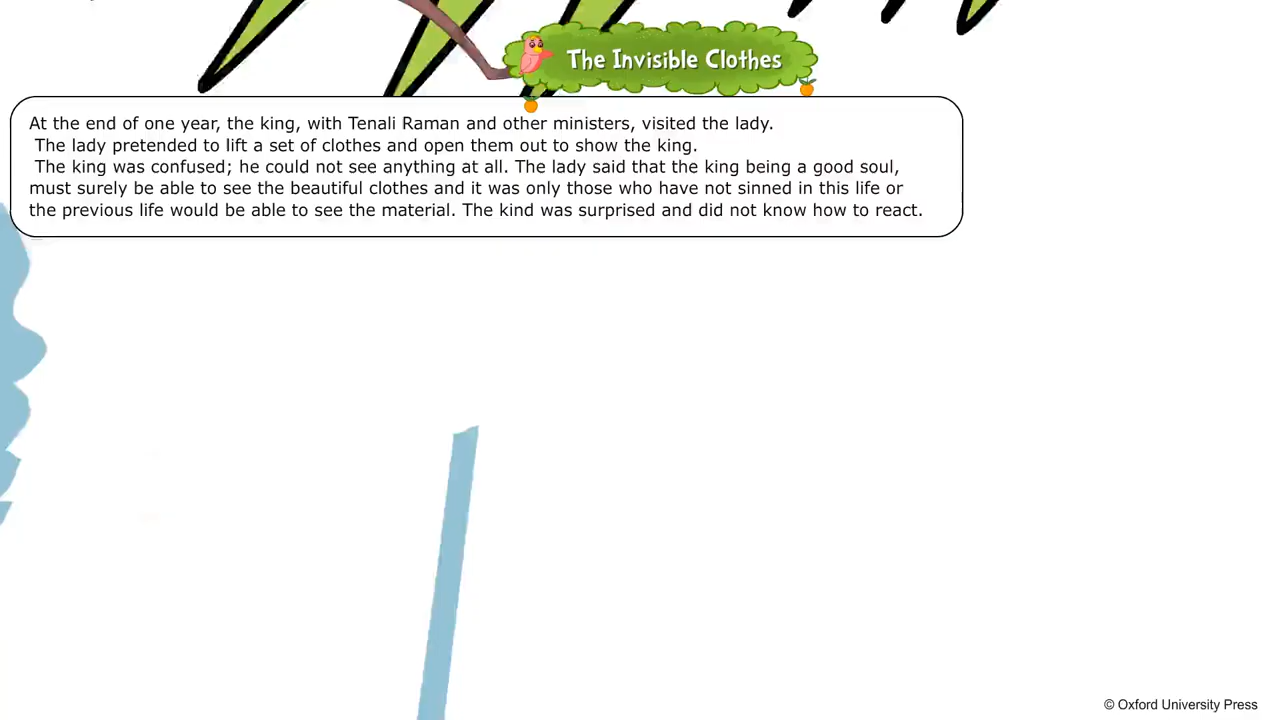 The Invisible Clothes
At the end of one year, the king, with Tenali Raman and other ministers, visited the lady.
The lady pretended to lift a set of clothes and open them out to show the king.
The king was confused; he could not see anything at all. The lady said that the king being a good soul,
must surely be able to see the beautiful clothes and it was only those who have not sinned in this life or
the previous life would be able to see the material. The kind was surprised and did not know how to react.
© Oxford University Press